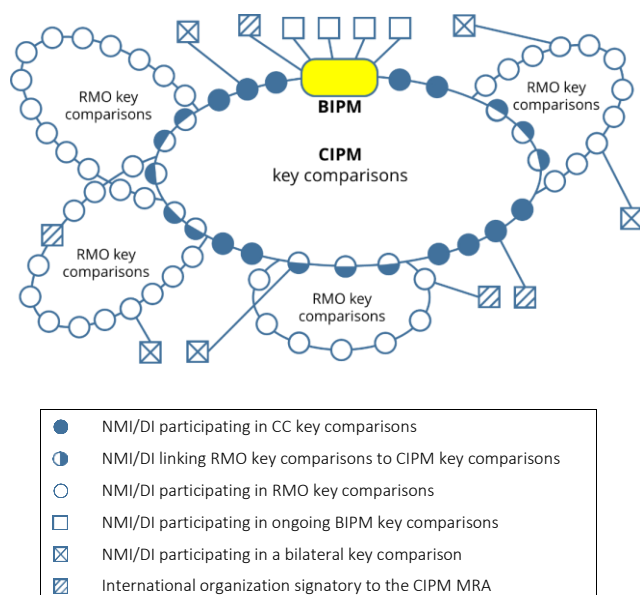 RMO key
comparisons
RMO key
comparisons
BIPM
CIPM
key comparisons
RMO key
comparisons
RMO key
comparisons
NMI/DI participating in CC key comparisons
NMI/DI linking RMO key comparisons to CIPM key comparisons
NMI/DI participating in RMO key comparisons
NMI/DI participating in ongoing BIPM key comparisons
NMI/DI participating in a bilateral key comparison
International organization signatory to the CIPM MRA